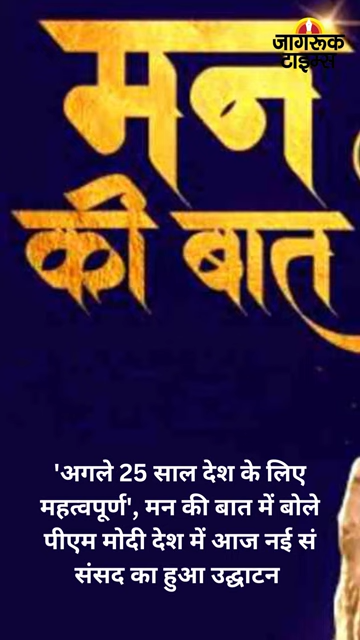 जागरूक
टाइम्स
मन
की बात
'अगले 25 साल देश के लिए
महत्वपूर्ण', मन की बात में बोले
पीएम मोदी देश में आज नई सं
संसद का हुआ उद्घाटन